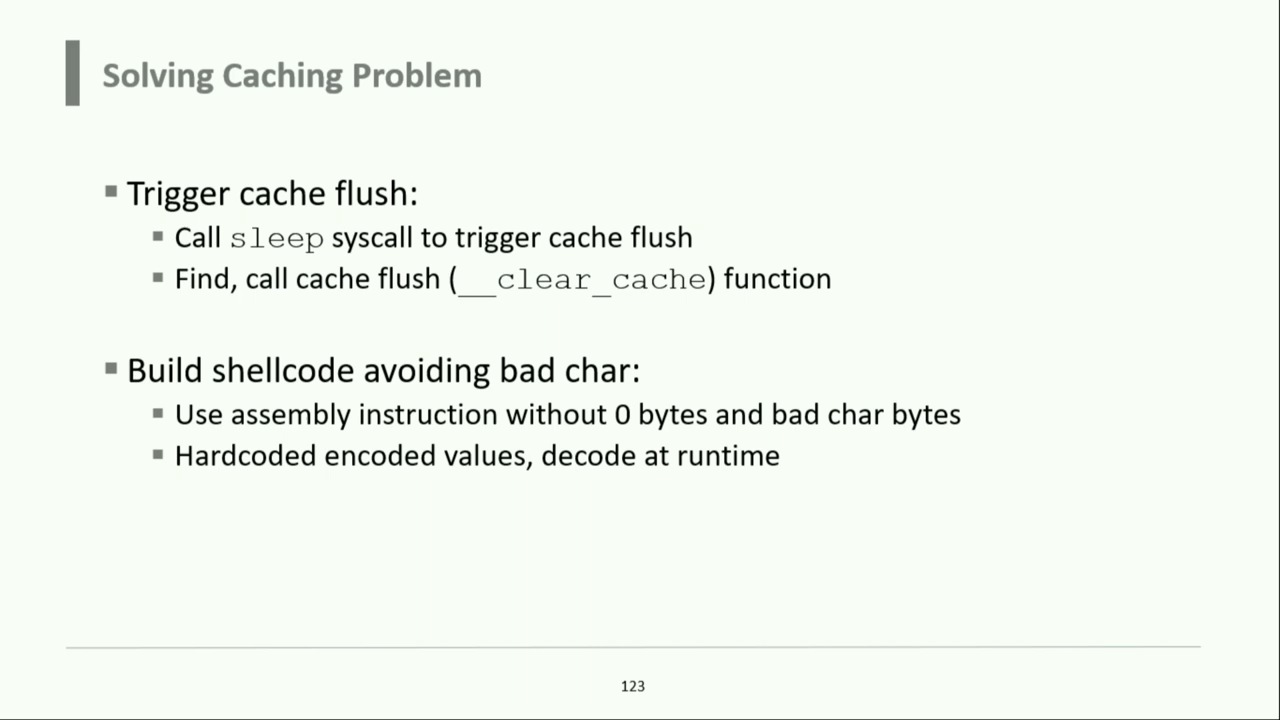 Solving Caching Problem
Trigger cache flush:
Call sleep syscall to trigger cache flush
Find, call cache flush (__clear_cache) function
Build shellcode avoiding bad char:
Use assembly instruction without 0 bytes and bad char bytes
Hardcoded encoded values, decode at runtime
123